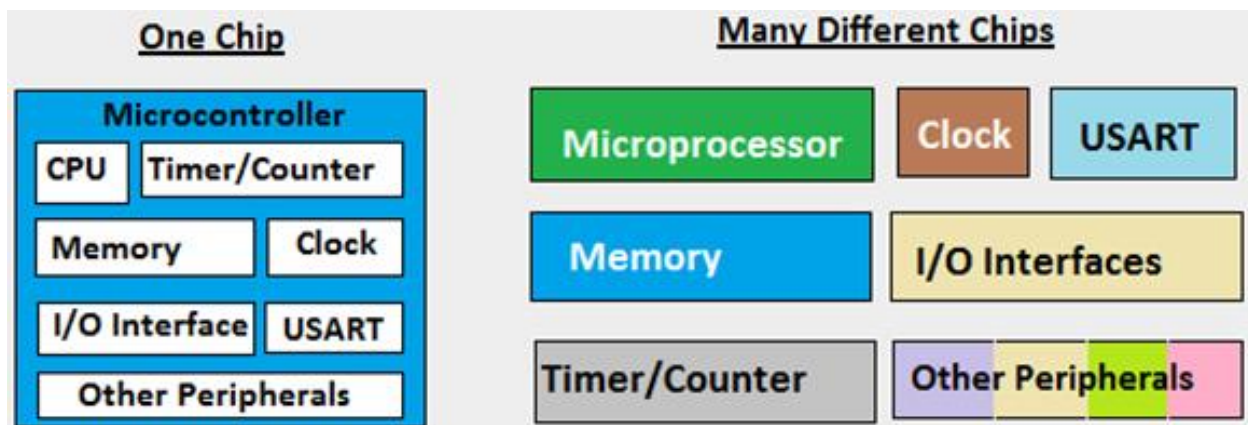 One Chip
Microcontroller
CPU
Timer/Counter
Memory
Clock
I/O Interface
USART
Other Peripherals
Many Different Chips
Microprocessor
Clock
USART
Memory
I/O Interfaces
Timer/Counter
Other Peripherals